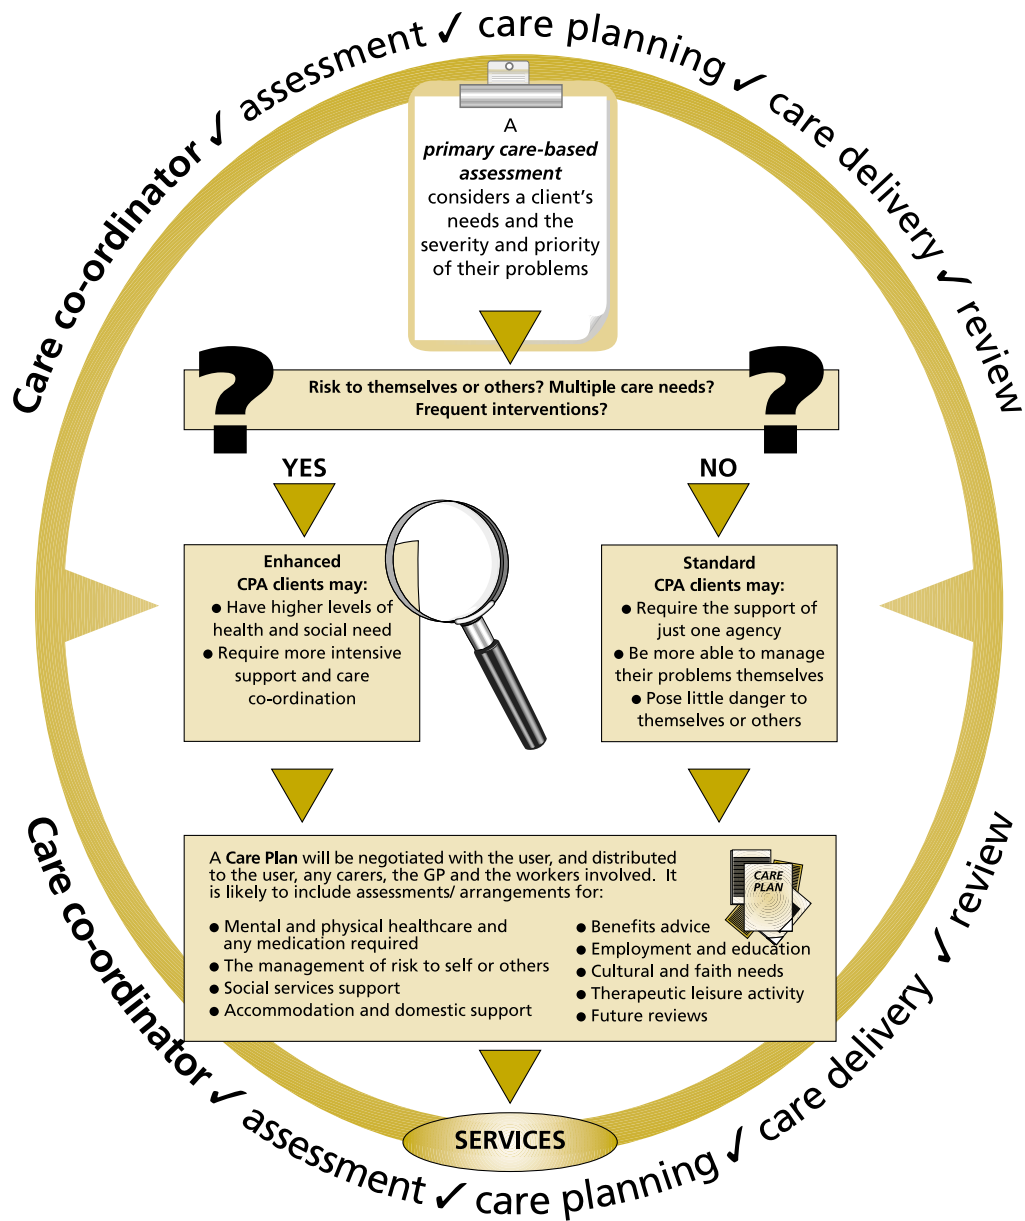 Care co-ordinator ✓ assessment ✓ care planning ✓ care delivery ✓ review
A
primary care-based
assessment
considers a client's
needs and the
severity and priority
of their problems
? Risk to themselves or others? Multiple care needs? ?
Frequent interventions?
YES
NO
Enhanced
CPA clients may:
● Have higher levels of
health and social need
● Require more intensive
support and care
co-ordination
Standard
CPA clients may:
● Require the support of
just one agency
● Be more able to manage
their problems themselves
● Pose little danger to
themselves or others
A Care Plan will be negotiated with the user, and distributed
to the user, any carers, the GP and the workers involved. It
is likely to include assessments/ arrangements for:
CARE
PLAN
● Mental and physical healthcare and
any medication required
● The management of risk to self or others
● Social services support
● Accommodation and domestic support
● Benefits advice
● Employment and education
● Cultural and faith needs
● Therapeutic leisure activity
● Future reviews
SERVICES
Care co-ordinator ✓ assessment ✓ care planning ✓ care delivery ✓ review